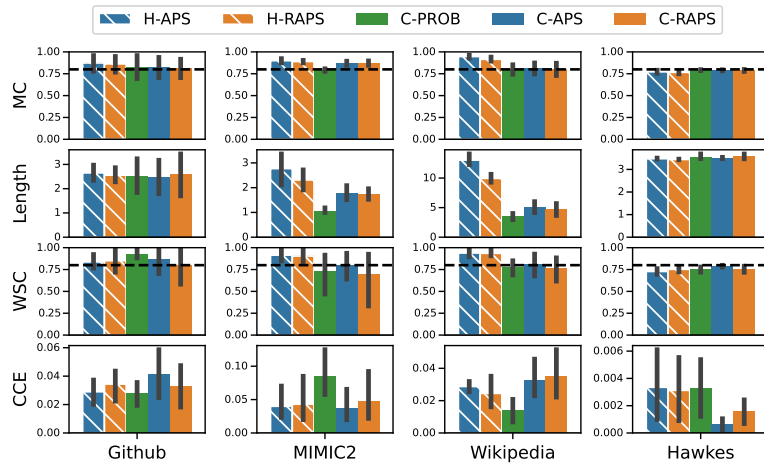 H-APS H-RAPS C-PROB C-APS C-RAPS
MC
1.00 0.75 0.50 0.25 0.00
1.00 0.75 0.50 0.25 0.00
1.00 0.75 0.50 0.25 0.00
1.00 0.75 0.50 0.25 0.00
Length
3 2 1 0
3 2 1 0
10 5 0
3 2 1 0
WSC
1.00 0.75 0.50 0.25 0.00
1.00 0.75 0.50 0.25 0.00
1.00 0.75 0.50 0.25 0.00
1.00 0.75 0.50 0.25 0.00
CCE
0.06 0.04 0.02 0.00
0.10 0.05 0.00
0.04 0.02 0.00
0.006 0.004 0.002 0.000
Github MIMIC2 Wikipedia Hawkes